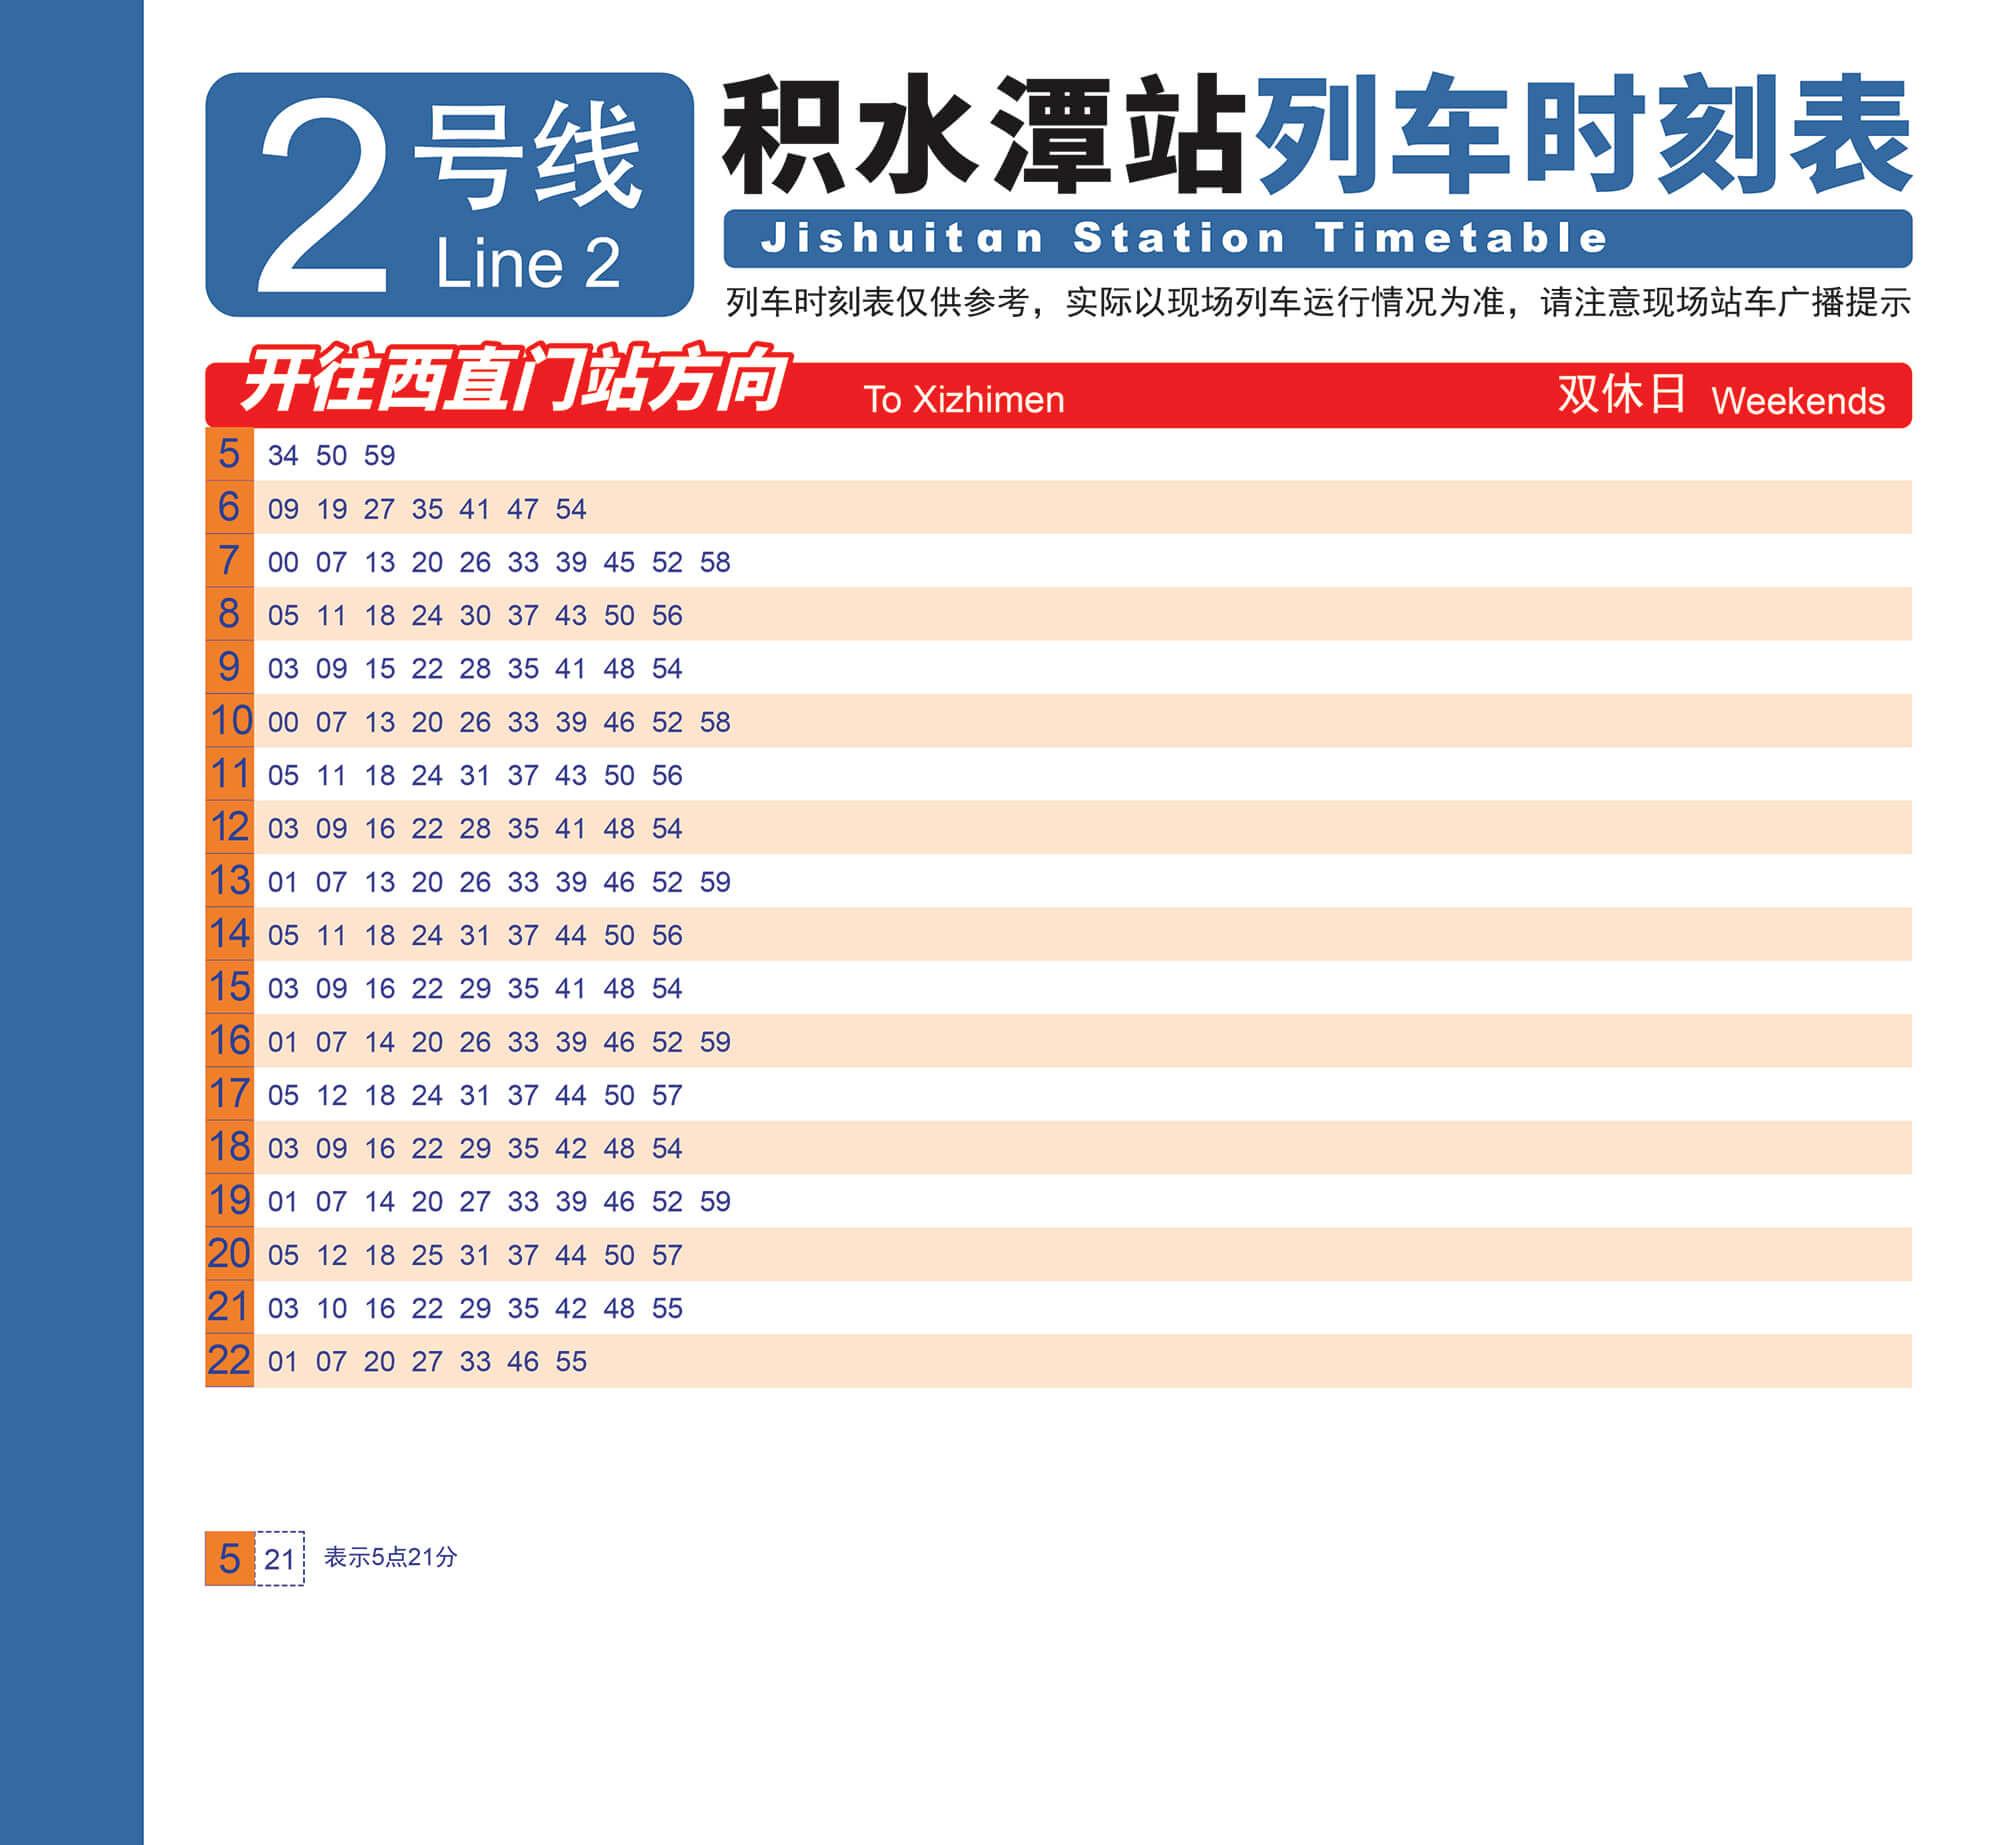 2号线
Line 2
积水潭站列车时刻表
Jishuitan Station Timetable
列车时刻表仅供参考，实际以现场列车运行情况为准，请注意现场站车广播提示
开往西直门站方向 To Xizhimen 双休日 Weekends
5 34 50 59
6 09 19 27 35 41 47 54
7 00 07 13 20 26 33 39 45 52 58
8 05 11 18 24 30 37 43 50 56
9 03 09 15 22 28 35 41 48 54
10 00 07 13 20 26 33 39 46 52 58
11 05 11 18 24 31 37 43 50 56
12 03 09 16 22 28 35 41 48 54
13 01 07 13 20 26 33 39 46 52 59
14 05 11 18 24 31 37 44 50 56
15 03 09 16 22 29 35 41 48 54
16 01 07 14 20 26 33 39 46 52 59
17 05 12 18 24 31 37 44 50 57
18 03 09 16 22 29 35 42 48 54
19 01 07 14 20 27 33 39 46 52 59
20 05 12 18 25 31 37 44 50 57
21 03 10 16 22 29 35 42 48 55
22 01 07 20 27 33 46 55
5 21 表示5点21分